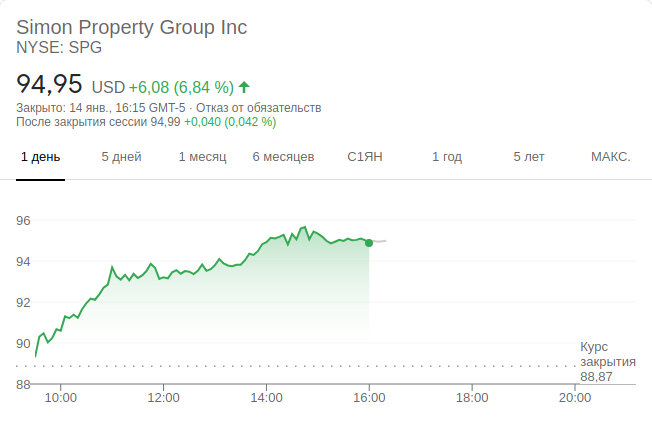 Simon Property Group Inc
NYSE: SPG
94,95 USD +6,08 (6,84 %)
Закрыто: 14 янв., 16:15 GMT-5 · Отказ от обязательств
После закрытия сессии 94,99 +0,040 (0,042 %)
1 день 5 дней 1 месяц 6 месяцев С1ЯН 1 год 5 лет МАКС.
96
94
92
90
Курс
закрытия
88,87
88
10:00 12:00 14:00 16:00 18:00 20:00